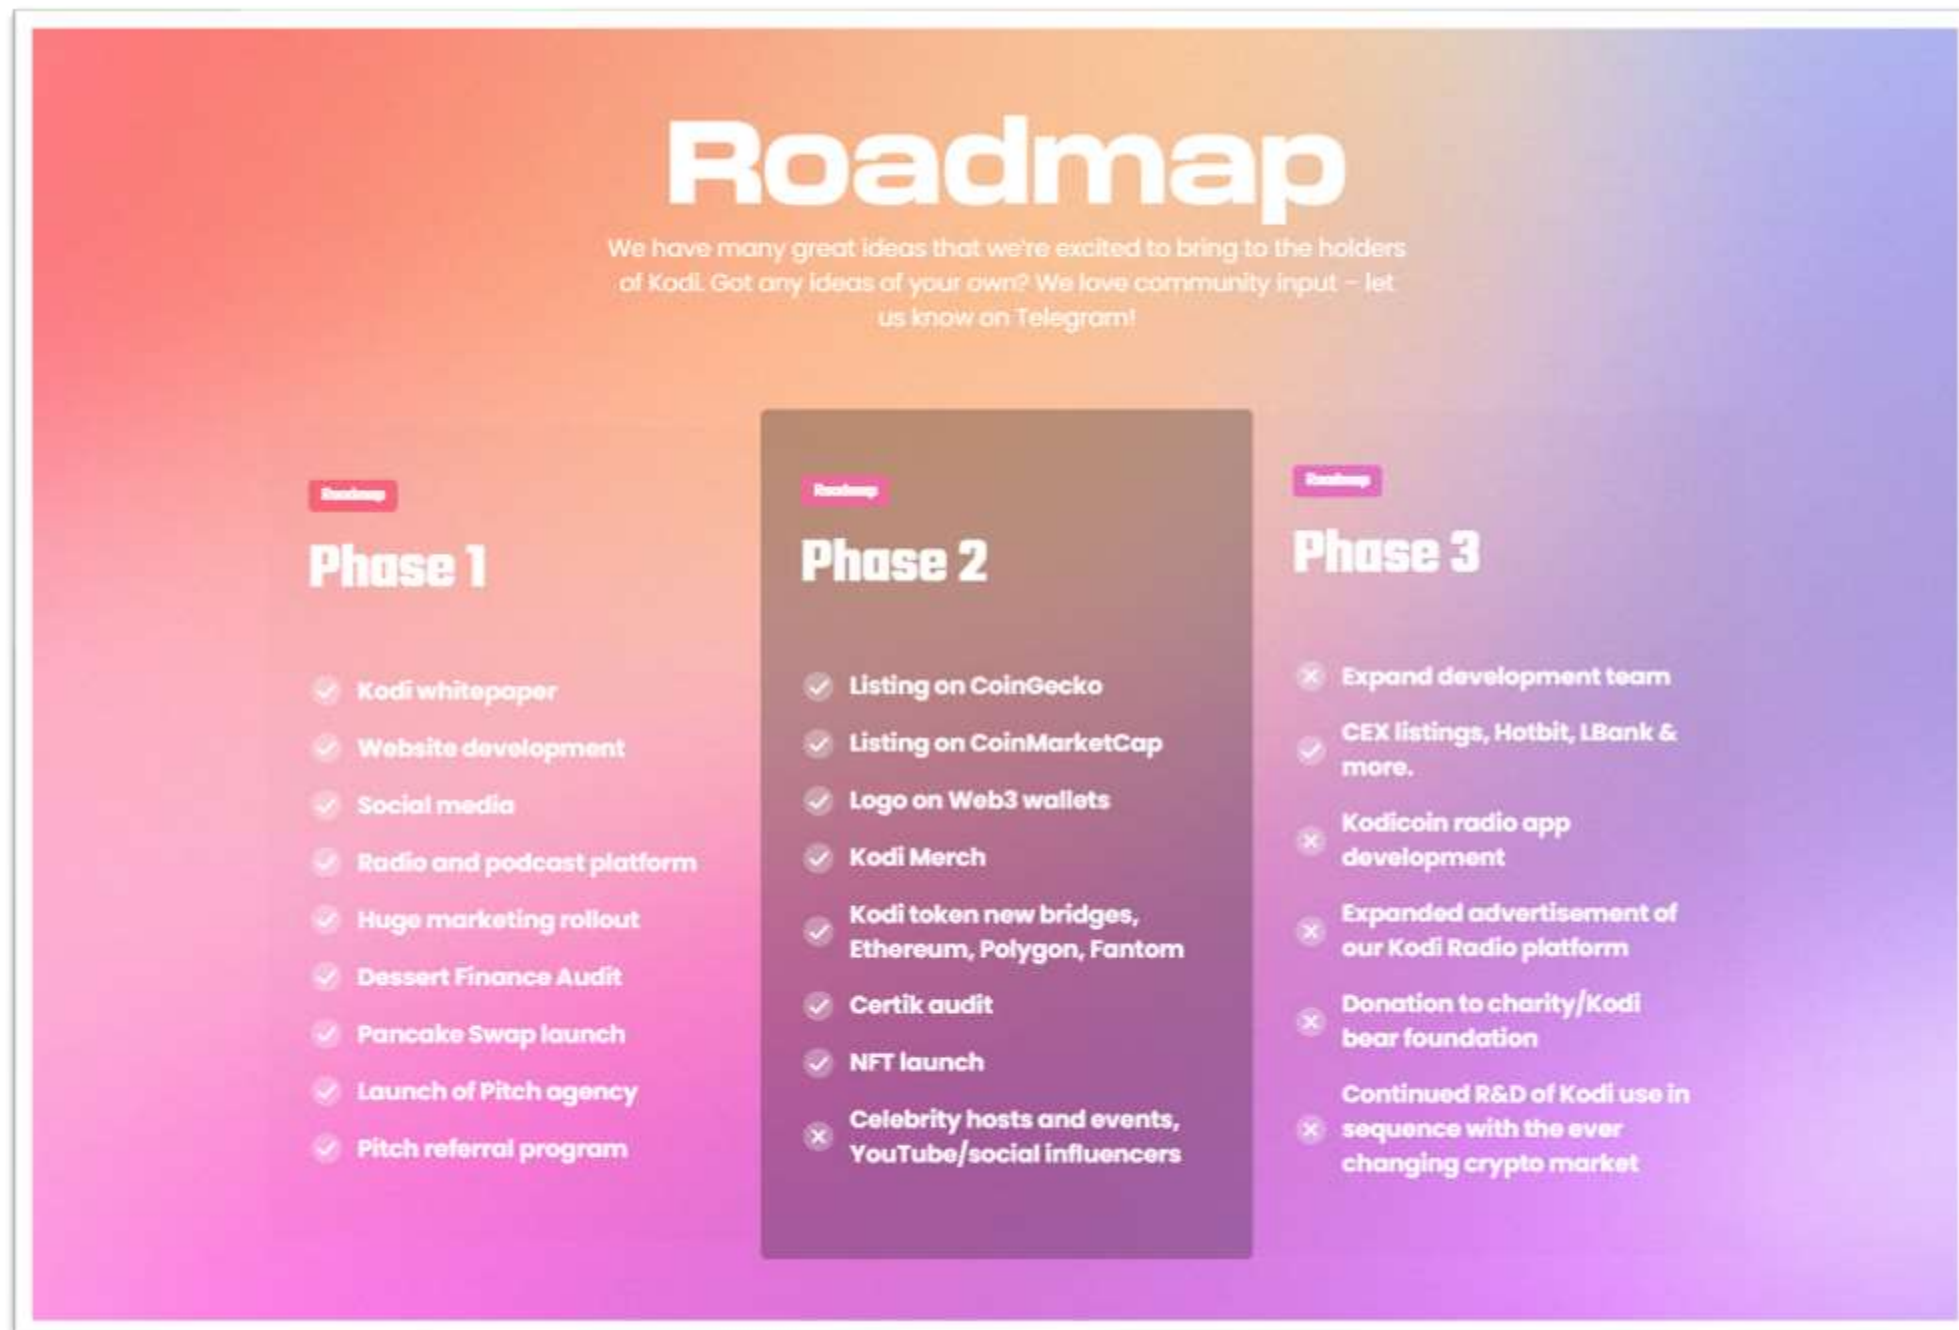 Roadmap
We have many great ideas that we're excited to bring to the holders
of Kodi. Got any ideas of your own? We love community input – let
us know on Telegram!
Roadmap
Phase 1
Kodi whitepaper
Website development
Social media
Radio and podcast platform
Huge marketing rollout
Dessert Finance Audit
Pancake Swap launch
Launch of Pitch agency
Pitch referral program
Roadmap
Phase 2
Listing on CoinGecko
Listing on CoinMarketCap
Logo on Web3 wallets
Kodi Merch
Kodi token new bridges,
Ethereum, Polygon, Fantom
Certik audit
NFT launch
Celebrity hosts and events,
YouTube/social influencers
Roadmap
Phase 3
Expand development team
CEX listings, Hotbit, LBank &
more.
Kodicoin radio app
development
Expanded advertisement of
our Kodi Radio platform
Donation to charity/Kodi
bear foundation
Continued R&D of Kodi use in
sequence with the ever
changing crypto market